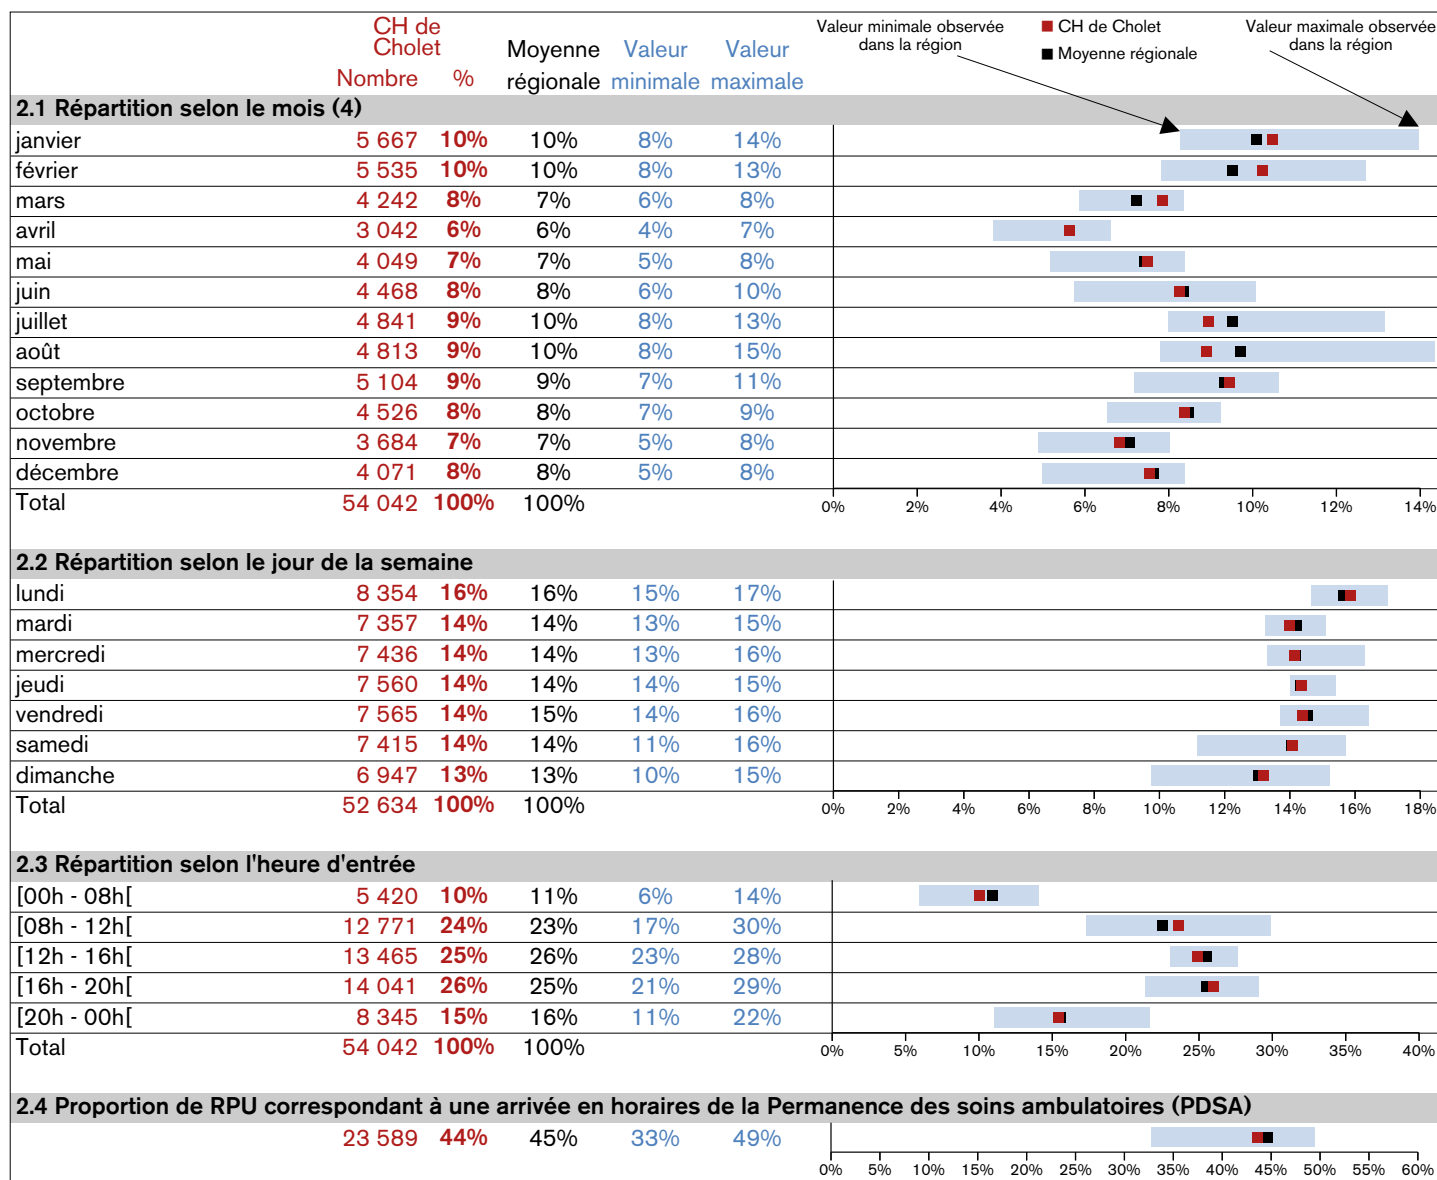 CH de Cholet
Nombre % Moyenne régionale Valeur minimale Valeur maximale
Valeur minimale observée dans la région
CH de Cholet
Moyenne régionale
Valeur maximale observée dans la région
2.1 Répartition selon le mois (4)
janvier 5 667 10% 10% 8% 14%
février 5 535 10% 10% 8% 13%
mars 4 242 8% 7% 6% 8%
avril 3 042 6% 6% 4% 7%
mai 4 049 7% 7% 5% 8%
juin 4 468 8% 8% 6% 10%
juillet 4 841 9% 10% 8% 13%
août 4 813 9% 10% 8% 15%
septembre 5 104 9% 9% 7% 11%
octobre 4 526 8% 8% 7% 9%
novembre 3 684 7% 7% 5% 8%
décembre 4 071 8% 8% 5% 8%
Total 54 042 100% 100%
0% 2% 4% 6% 8% 10% 12% 14%
2.2 Répartition selon le jour de la semaine
lundi 8 354 16% 16% 15% 17%
mardi 7 357 14% 14% 13% 15%
mercredi 7 436 14% 14% 13% 16%
jeudi 7 560 14% 14% 14% 15%
vendredi 7 565 14% 15% 14% 16%
samedi 7 415 14% 14% 11% 16%
dimanche 6 947 13% 13% 10% 15%
Total 52 634 100% 100%
0% 2% 4% 6% 8% 10% 12% 14% 16% 18%
2.3 Répartition selon l'heure d'entrée
[00h - 08h[ 5 420 10% 11% 6% 14%
[08h - 12h[ 12 771 24% 23% 17% 30%
[12h - 16h[ 13 465 25% 26% 23% 28%
[16h - 20h[ 14 041 26% 25% 21% 29%
[20h - 00h[ 8 345 15% 16% 11% 22%
Total 54 042 100% 100%
0% 5% 10% 15% 20% 25% 30% 35% 40%
2.4 Proportion de RPU correspondant à une arrivée en horaires de la Permanence des soins ambulatoires (PDSA)
23 589 44% 45% 33% 49%
0% 5% 10% 15% 20% 25% 30% 35% 40% 45% 50% 55% 60%